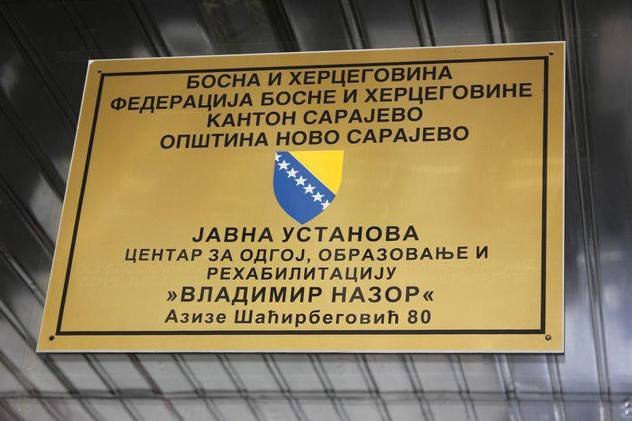 БОСНА И ХЕРЦЕГОВИНА
ФЕДЕРАЦИЈА БОСНЕ И ХЕРЦЕГОВИНЕ
КАНТОН САРАЈЕВО
ОПШТИНА НОВО САРАЈЕВО
ЈАВНА УСТАНОВА
ЦЕНТАР ЗА ОДГОЈ, ОБРАЗОВАЊЕ И
РЕХАБИЛИТАЦИЈУ
»ВЛАДИМИР НАЗОР«
Азизе Шаћирбеговић 80